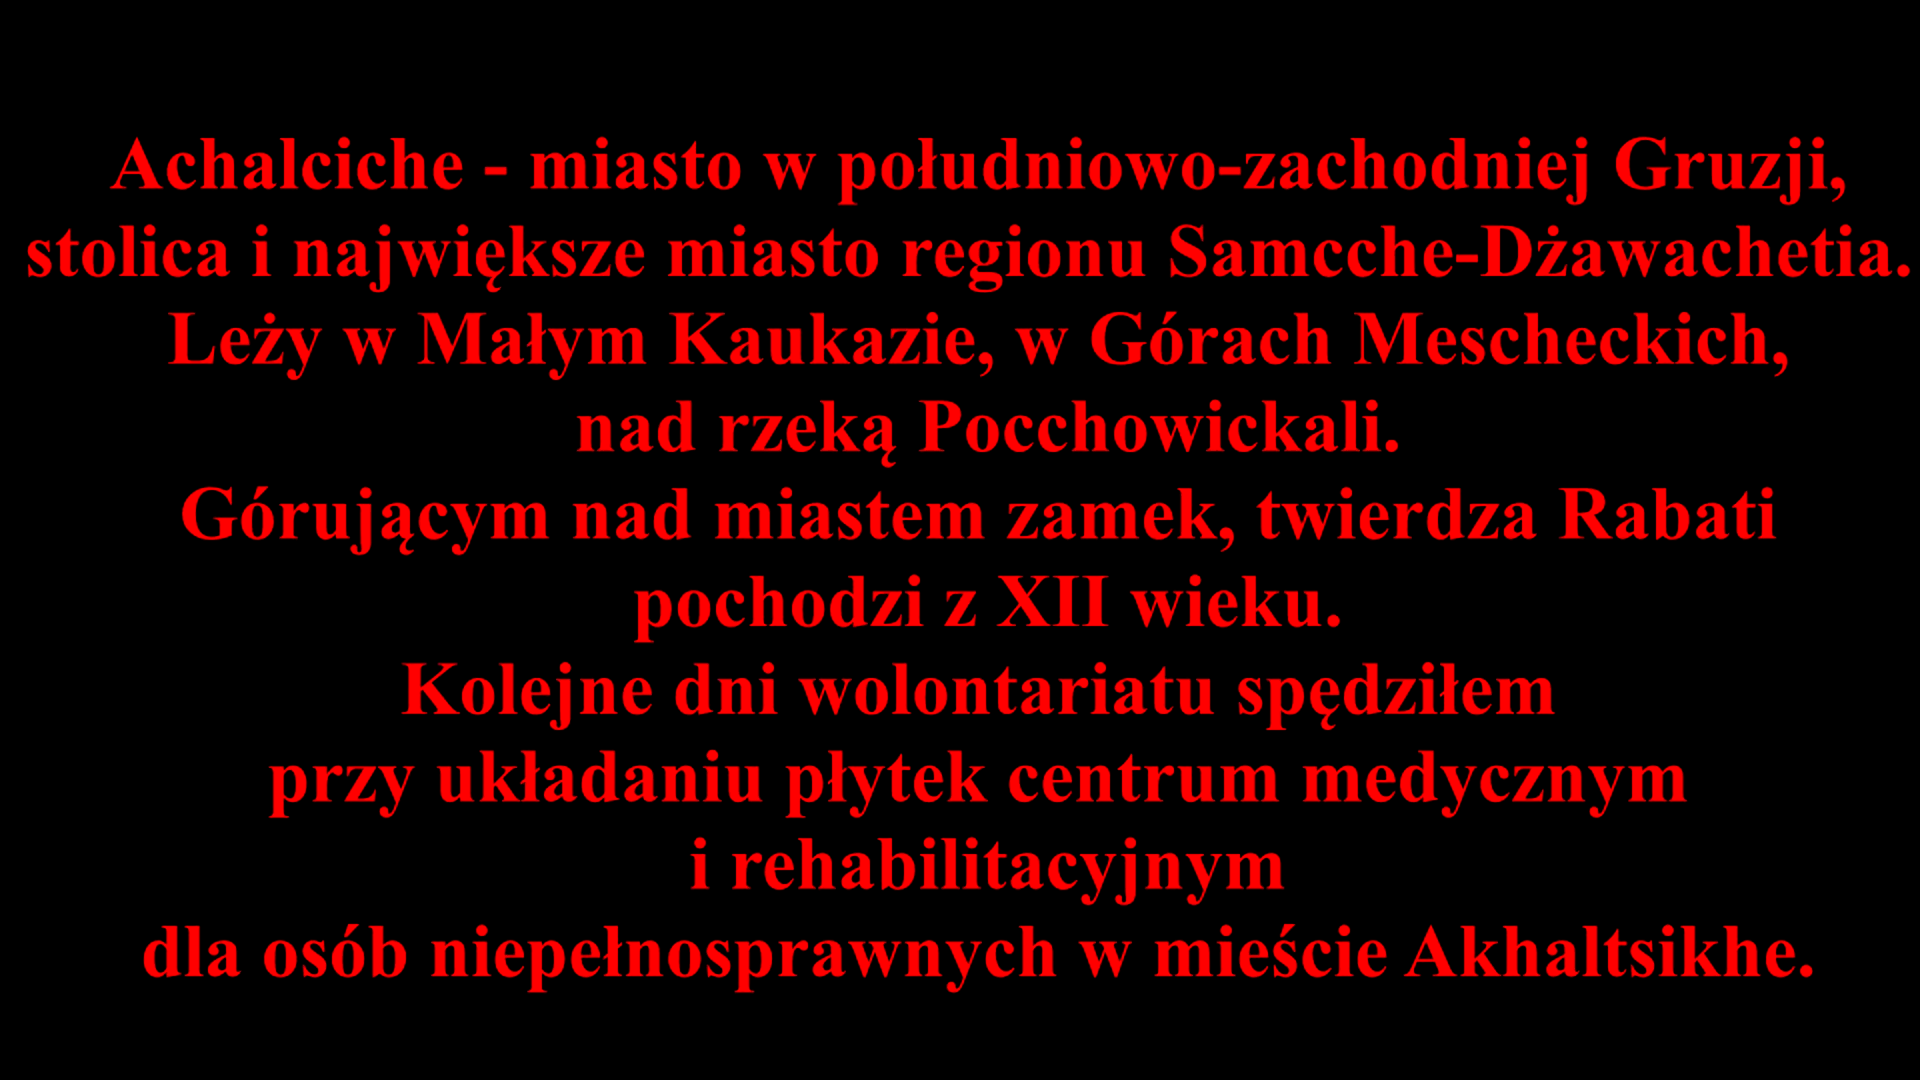 Achalciche - miasto w południowo-zachodniej Gruzji,
stolica i największe miasto regionu Samcche-Dżawachetia.
Leży w Małym Kaukazie, w Górach Mescheckich,
nad rzeką Pocchowickali.
Górującym nad miastem zamek, twierdza Rabati
pochodzi z XII wieku.
Kolejne dni wolontariatu spędziłem
przy układaniu płytek centrum medycznym
i rehabilitacyjnym
dla osób niepełnosprawnych w mieście Akhaltsikhe.